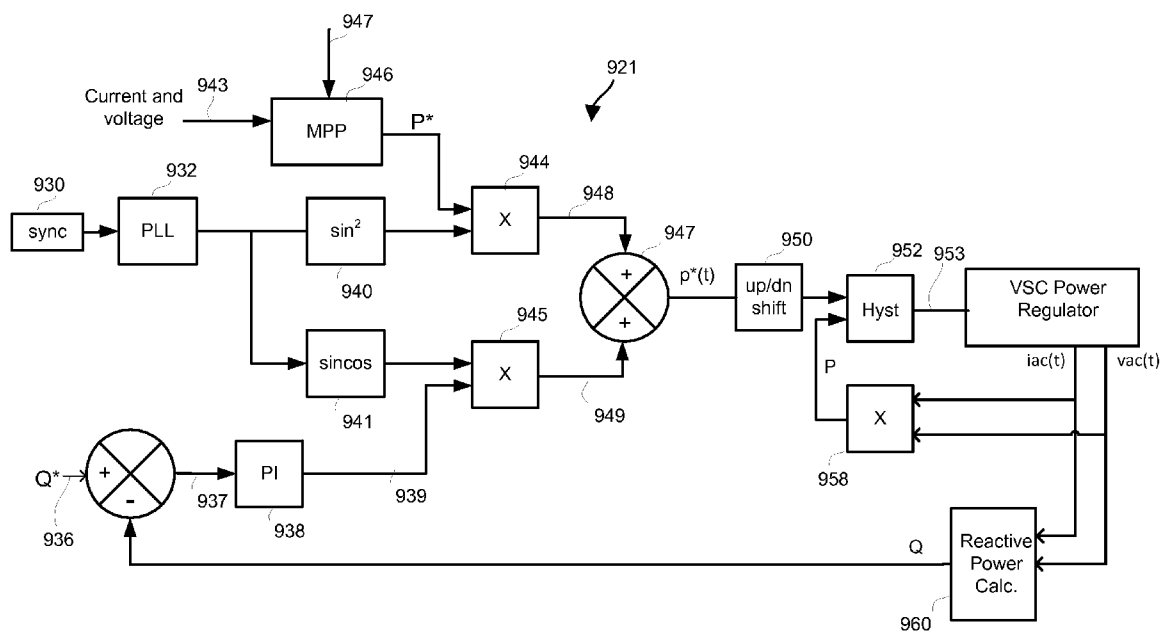 947
946
921
943
Current and
voltage
MPP
P*
930
932
944
948
sync
PLL
sin²
X
947
950
952
953
940
+
p*(t)
up/dn
shift
Hyst
VSC Power
Regulator
+
945
sincos
X
iac(t)
vac(t)
P
941
949
X
958
Q*
+
-
PI
936
937
938
939
Q
Reactive
Power
Calc.
960